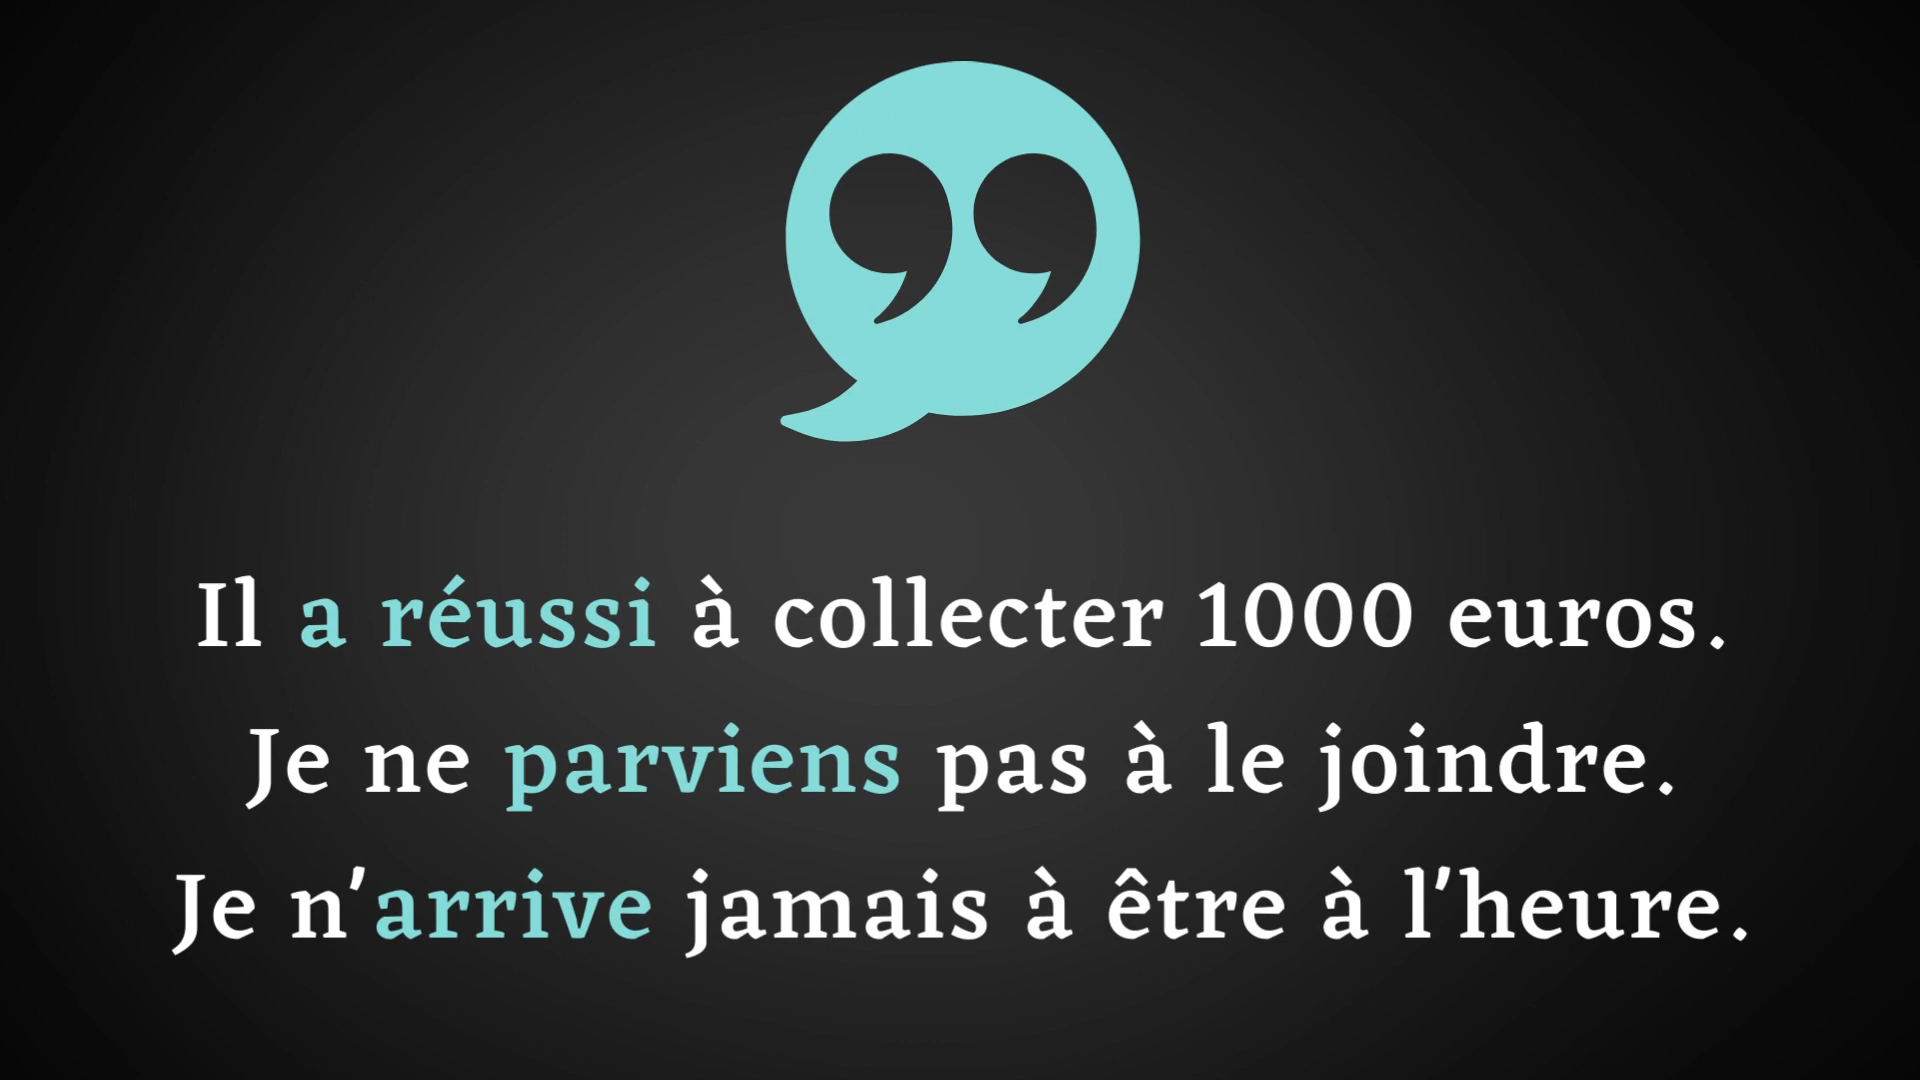 Il a réussi à collecter 1000 euros.
Je ne parviens pas à le joindre.
Je n'arrive jamais à être à l'heure.